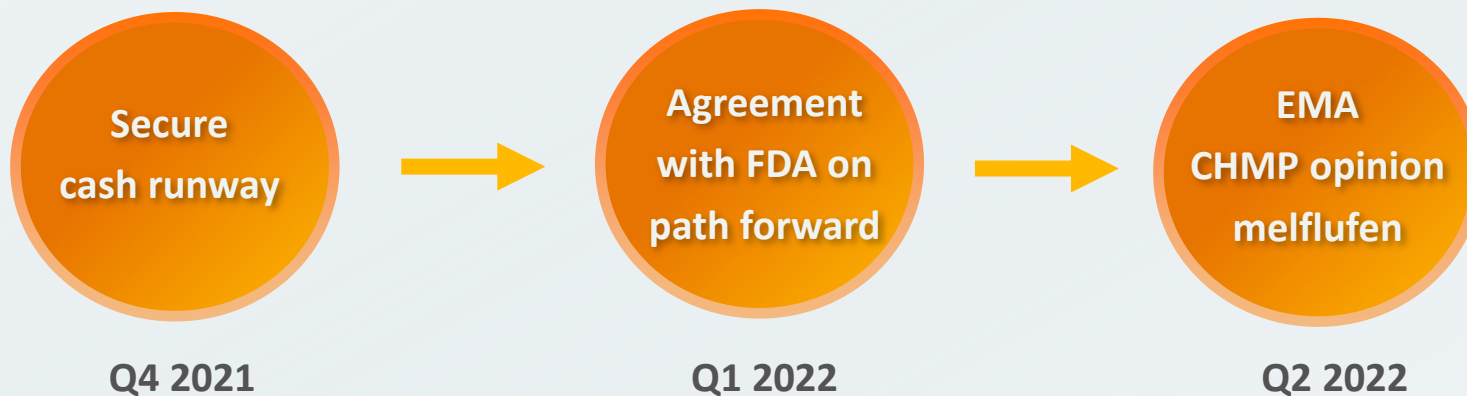 Secure
cash runway
Q4 2021
Agreement
with FDA on
path forward
Q1 2022
EMA
CHMP opinion
melflufen
Q2 2022